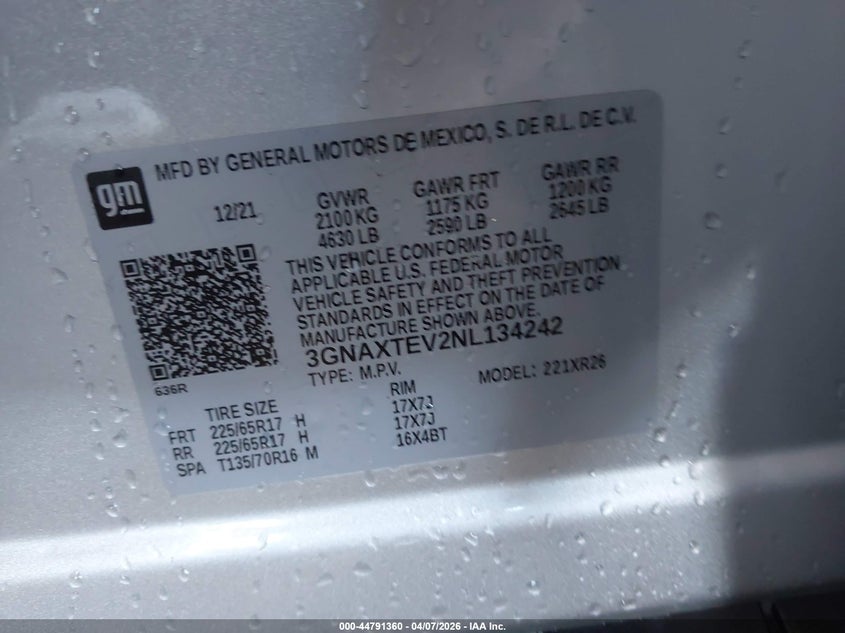 MFD BY GENERAL MOTORS DE MEXICO, S. DE R.L. DE C.V.
gm
12/21
GVWR
2100 KG
4630 LB
GAWR FRT
1175 KG
2590 LB
GAWR RR
1200 KG
2645 LB
THIS VEHICLE CONFORMS TO ALL
APPLICABLE U.S. FEDERAL MOTOR
VEHICLE SAFETY AND THEFT PREVENTION
STANDARDS IN EFFECT ON THE DATE OF
MANUFACTURE SHOWN ABOVE.
3GNAXTEV2NL134242
TYPE: M.P.V. MODEL: 221XR26
636R
TIRE SIZE RIM
FRT 225/65R17 H 17X7J
RR 225/65R17 H 17X7J
SPA T135/70R16 M 16X4BT
000-44791360 - 04/07/2026 - IAA Inc.